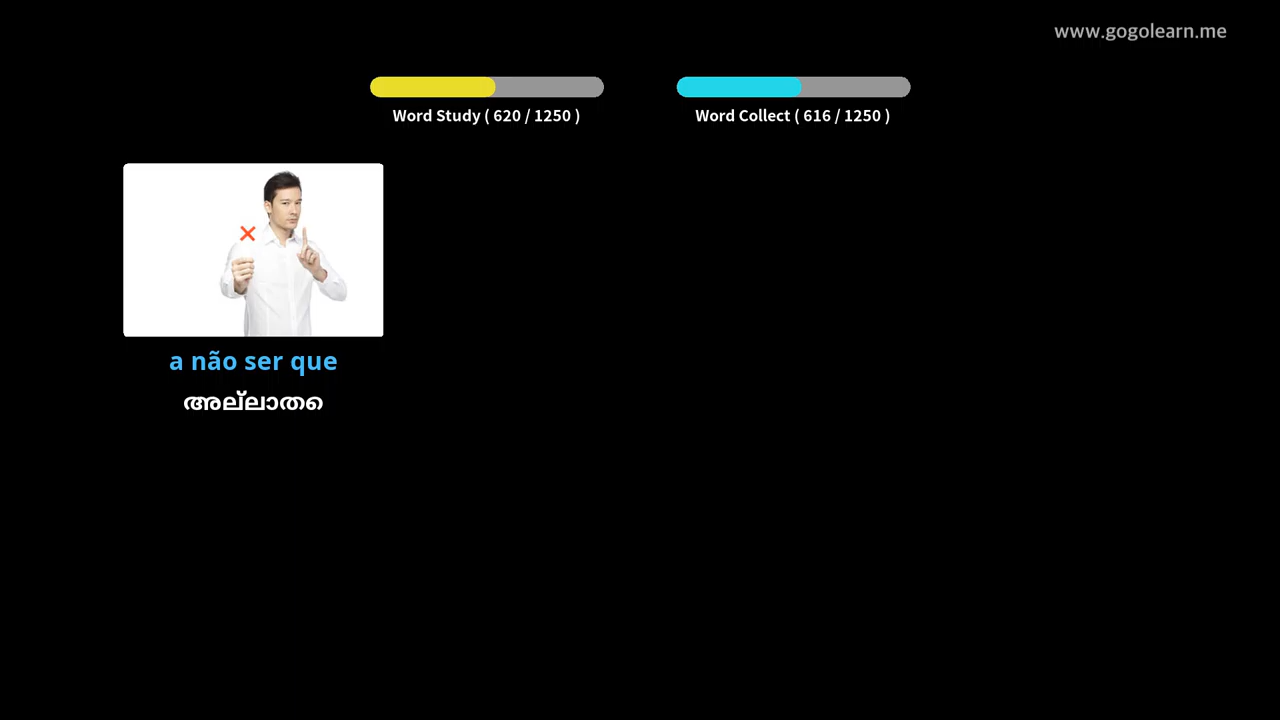 www.gogolearn.me
Word Study ( 620 / 1250 )
Word Collect ( 616 / 1250 )
a não ser que
അല്ലാതെ